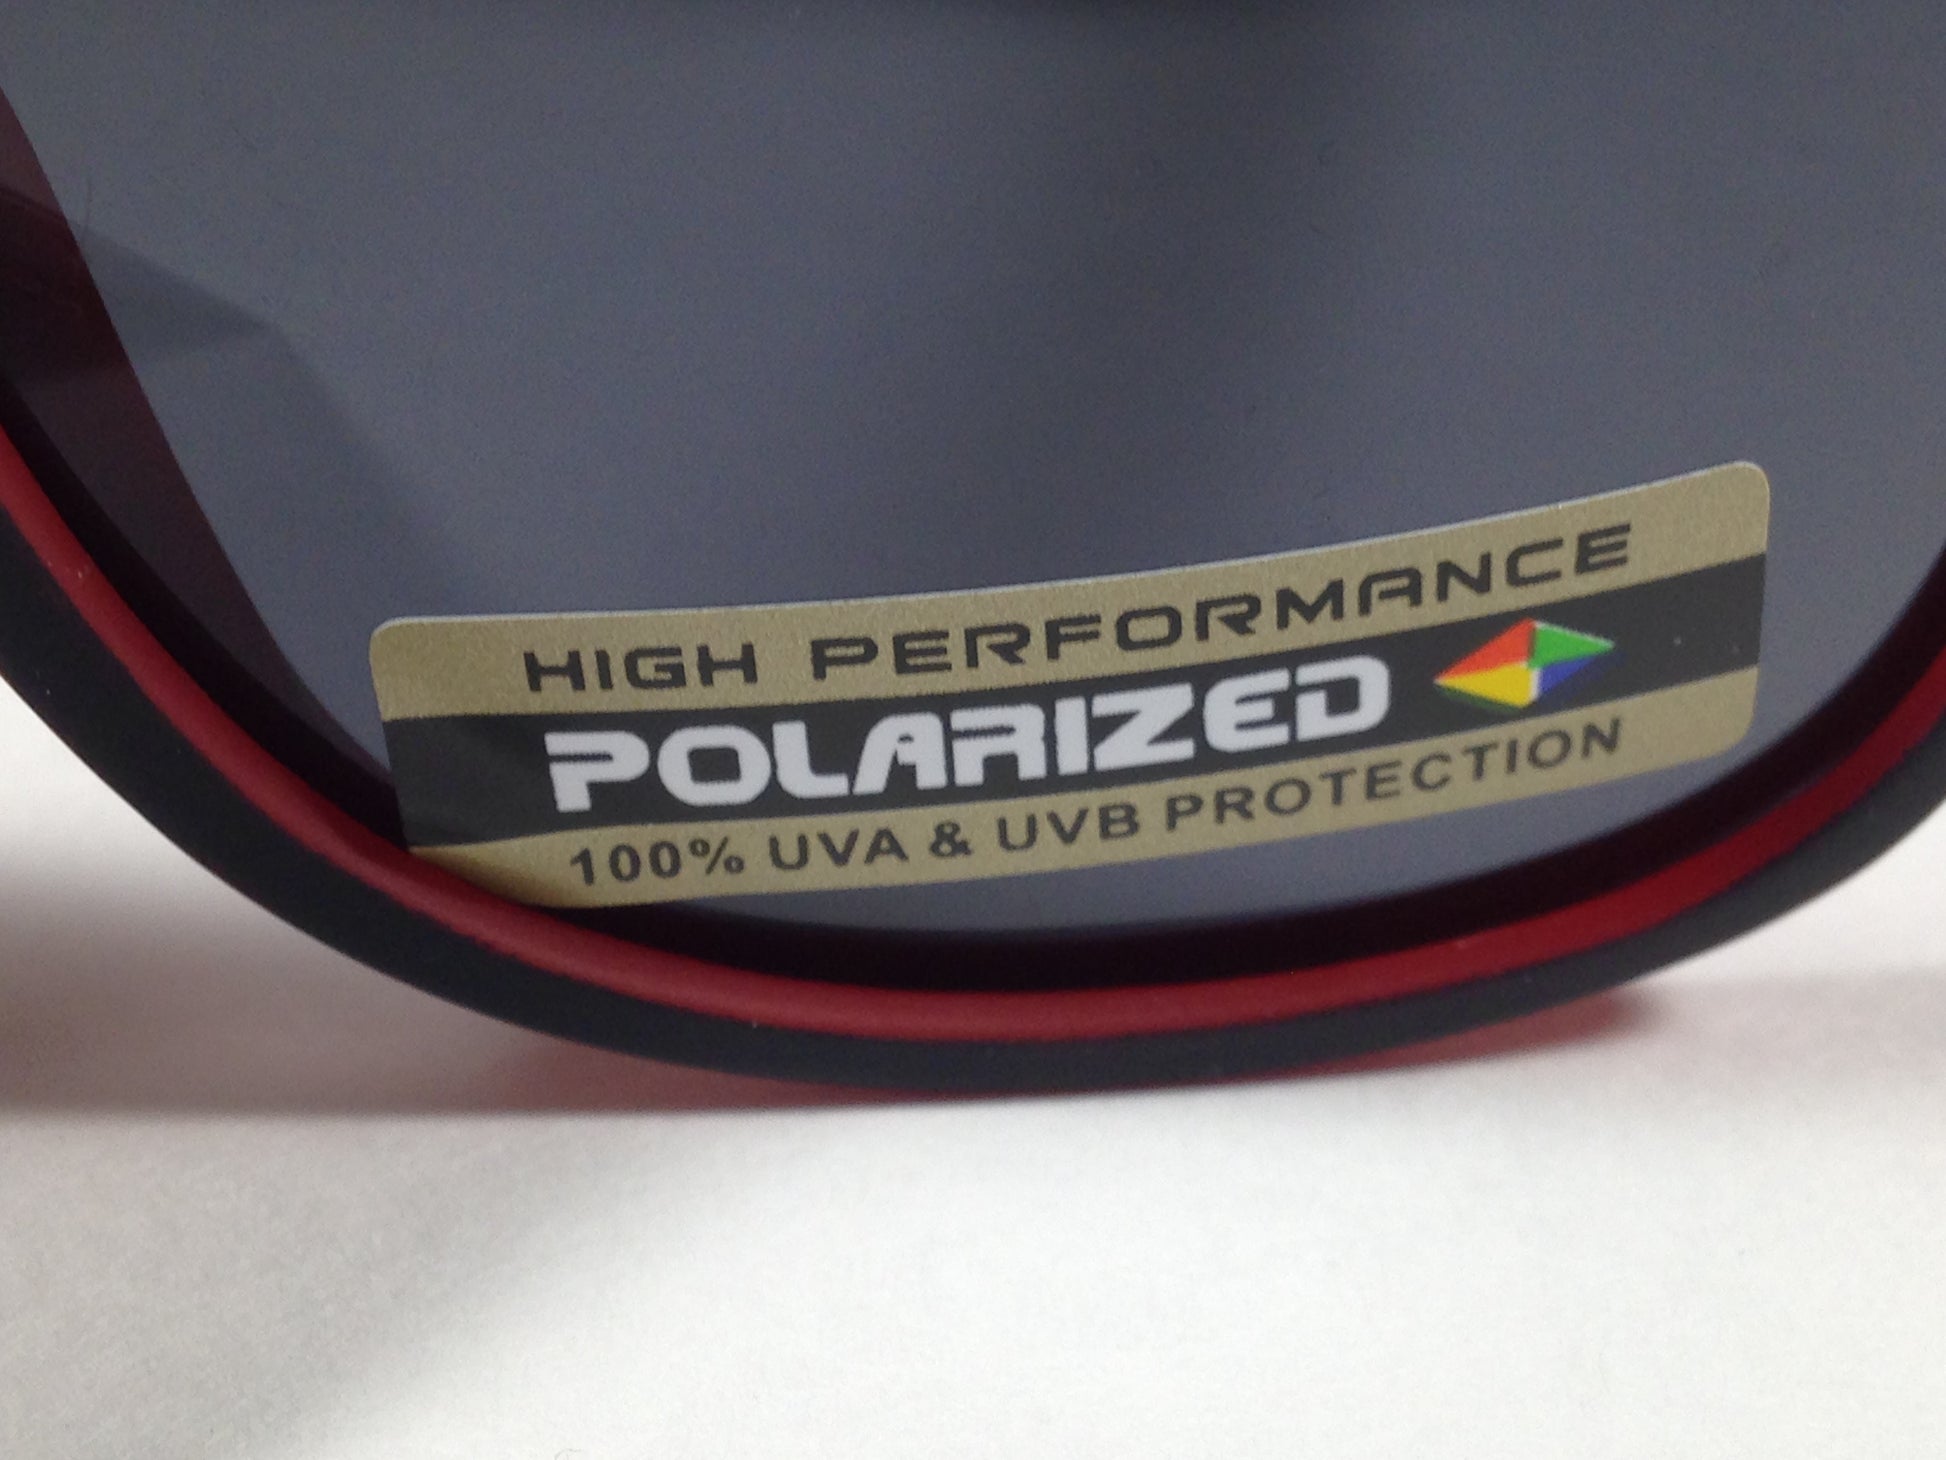 HIGH PERFORMANCE
POLARIZED
100% UVA & UVB PROTECTION